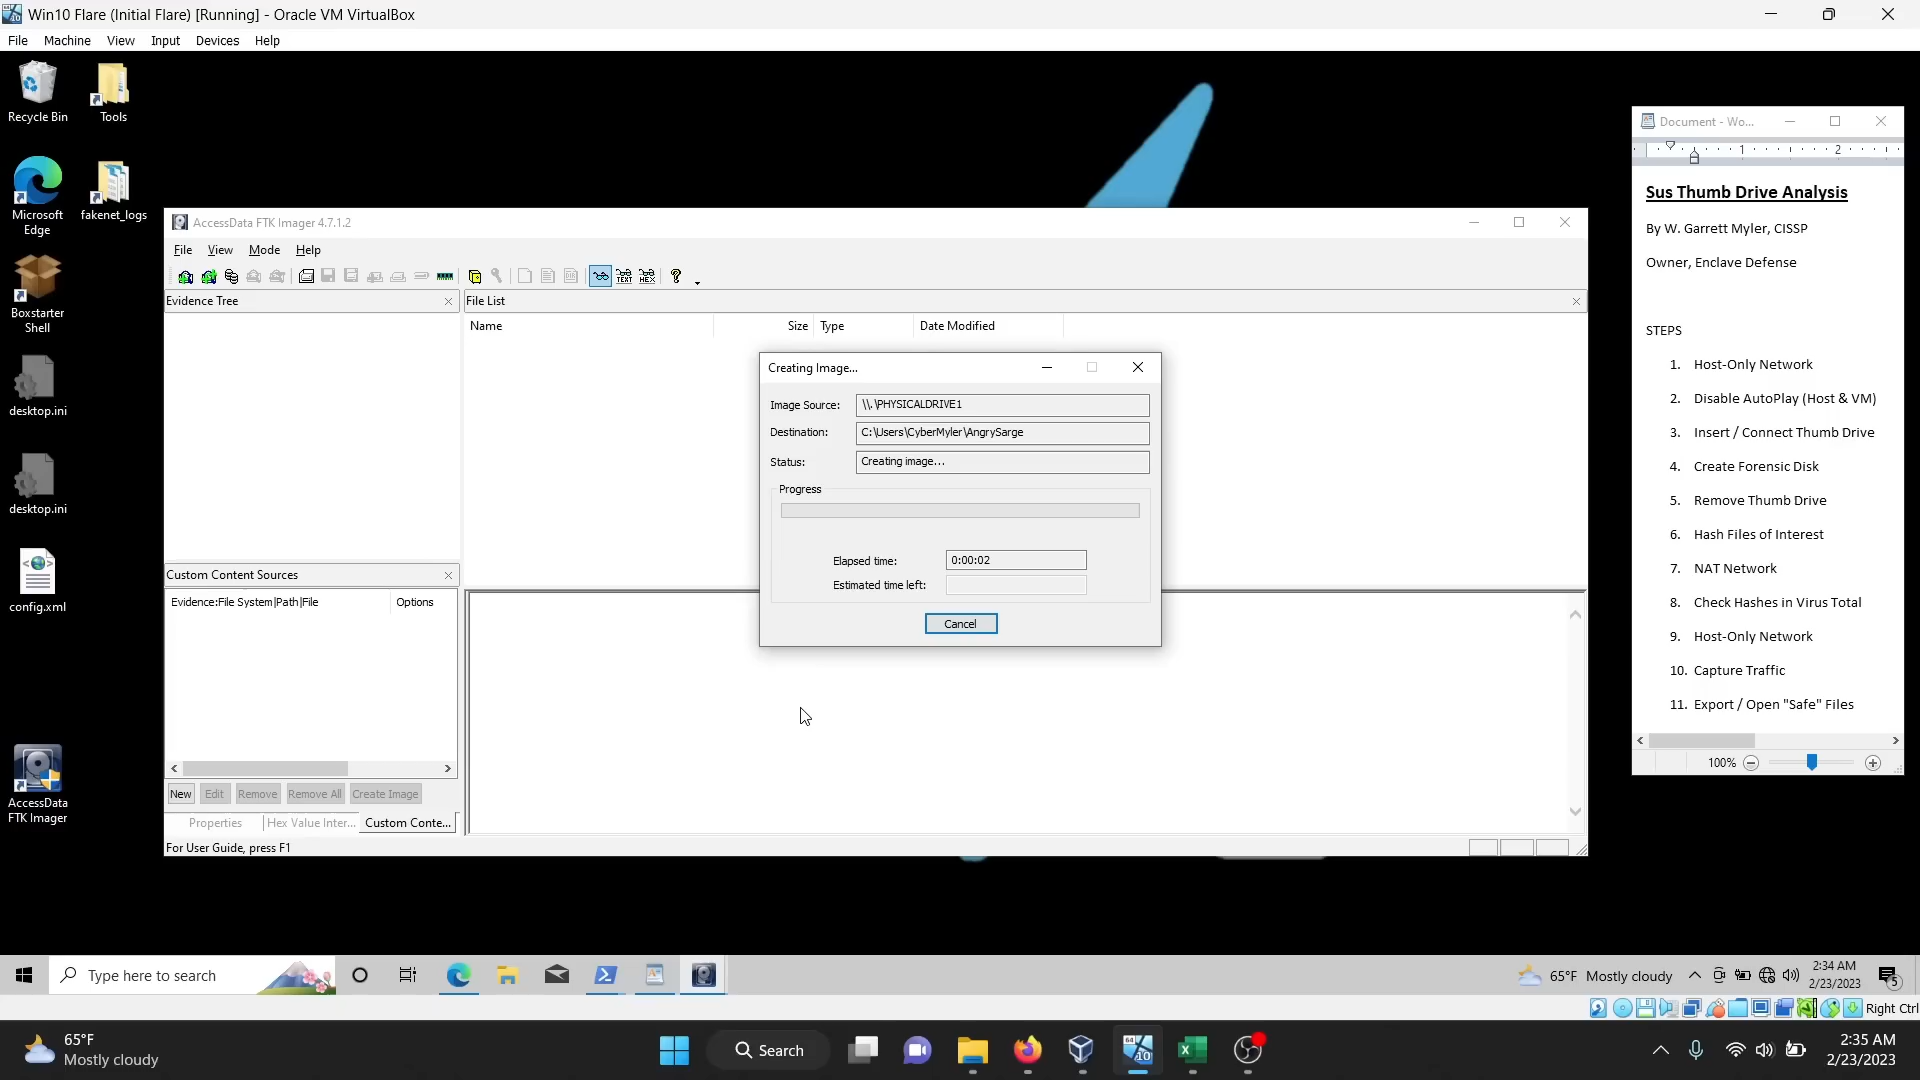 Win10 Flare (Initial Flare) [Running] - Oracle VM VirtualBox
File Machine View Input Devices Help
Recycle Bin
Tools
Microsoft Edge
fakenet_logs
Boxstarter Shell
desktop.ini
desktop.ini
config.xml
AccessData FTK Imager
AccessData FTK Imager 4.7.1.2
File View Mode Help
TEXT HEX
Evidence Tree
File List
Name Size Type Date Modified
Custom Content Sources
Evidence:File System|Path|File Options
New Edit Remove Remove All Create Image
Properties Hex Value Inter... Custom Conte...
For User Guide, press F1
Creating Image...
Image Source: \\.\PHYSICALDRIVE1
Destination: C:\Users\CyberMyler\AngrySarge
Status: Creating image...
Progress
Elapsed time: 0:00:02
Estimated time left:
Cancel
Document - Wo...
1 2
Sus Thumb Drive Analysis
By W. Garrett Myler, CISSP
Owner, Enclave Defense
STEPS
1. Host-Only Network
2. Disable AutoPlay (Host & VM)
3. Insert / Connect Thumb Drive
4. Create Forensic Disk
5. Remove Thumb Drive
6. Hash Files of Interest
7. NAT Network
8. Check Hashes in Virus Total
9. Host-Only Network
10. Capture Traffic
11. Export / Open "Safe" Files
100%
Type here to search
65°F Mostly cloudy
2:34 AM
2/23/2023
5
Right Ctrl
65°F
Mostly cloudy
Search
64
10
2:35 AM
2/23/2023